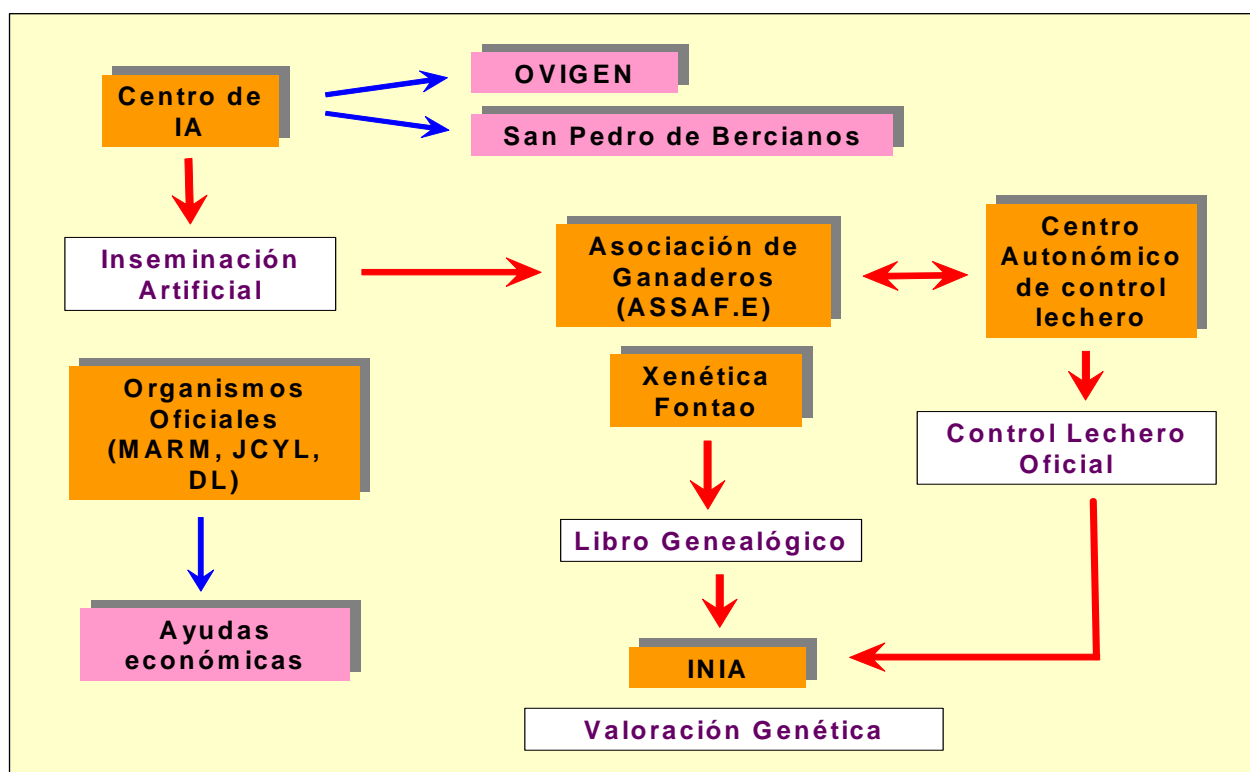 Centro de
IA
OVIGEN
San Pedro de Bercianos
Inseminación
Artificial
Asociación de
Ganaderos
(ASSAF.E)
Centro
Autonómico
de control
lechero
Organismos
Oficiales
(MARM, JCYL,
DL)
Xenética
Fontao
Control Lechero
Oficial
Libro Genealógico
Ayudas
económicas
INIA
Valoración Genética